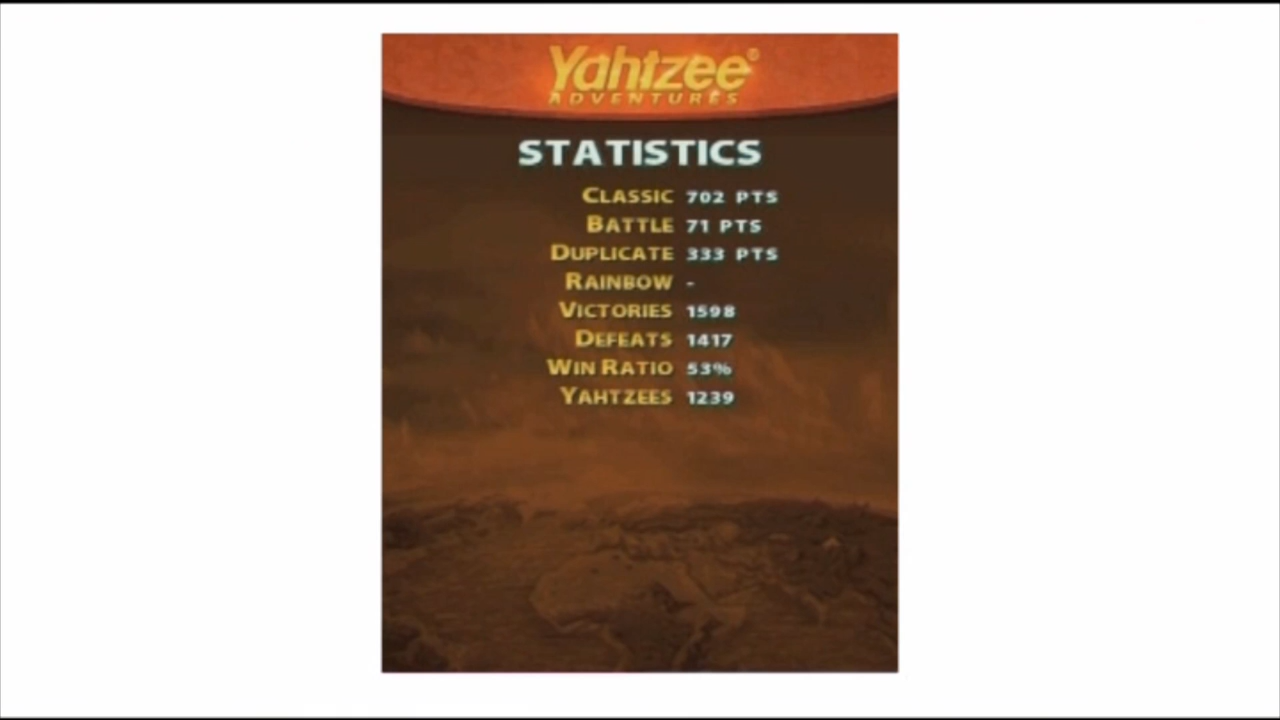 Yahtzee®
ADVENTURES
STATISTICS
CLASSIC 702 PTS
BATTLE 71 PTS
DUPLICATE 333 PTS
RAINBOW -
VICTORIES 1598
DEFEATS 1417
WIN RATIO 53%
YAHTZEES 1239